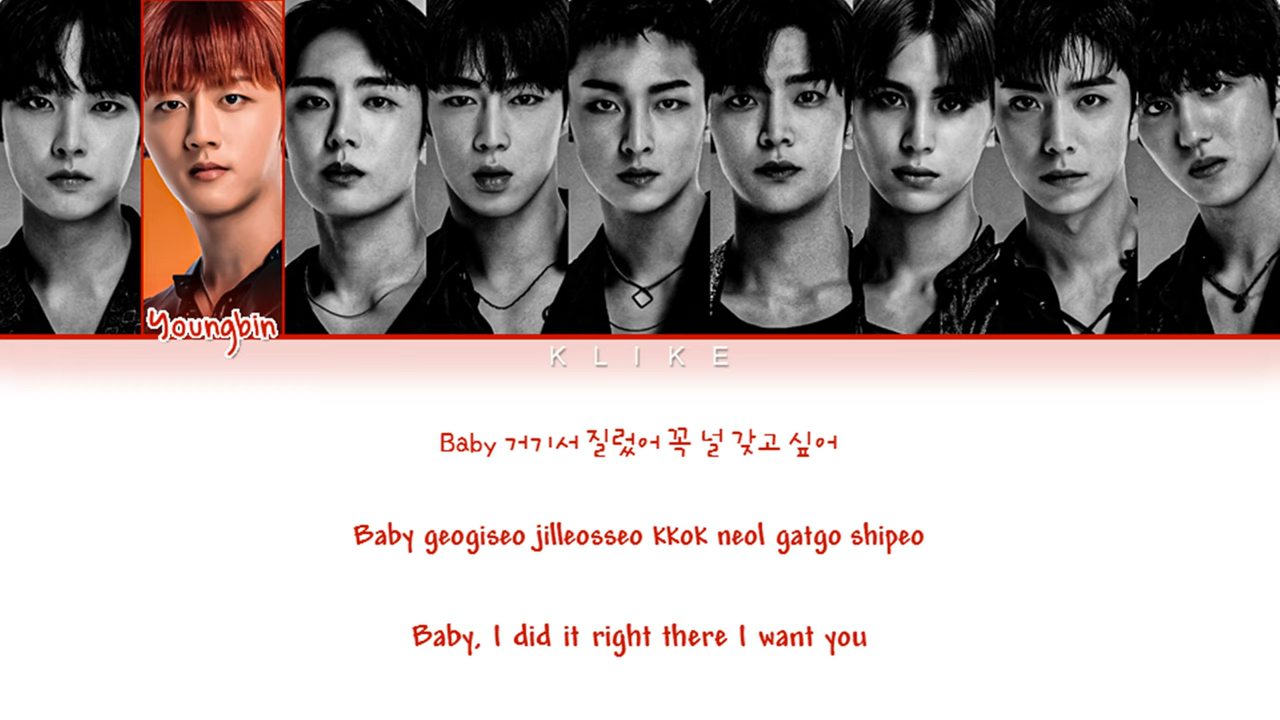 Youngbin
KLIKE
Baby 거기서 질렀어 꼭 널 갖고 싶어
Baby geogiseo jilleosseo kkok neol gatgo shipeo
Baby, I did it right there I want you